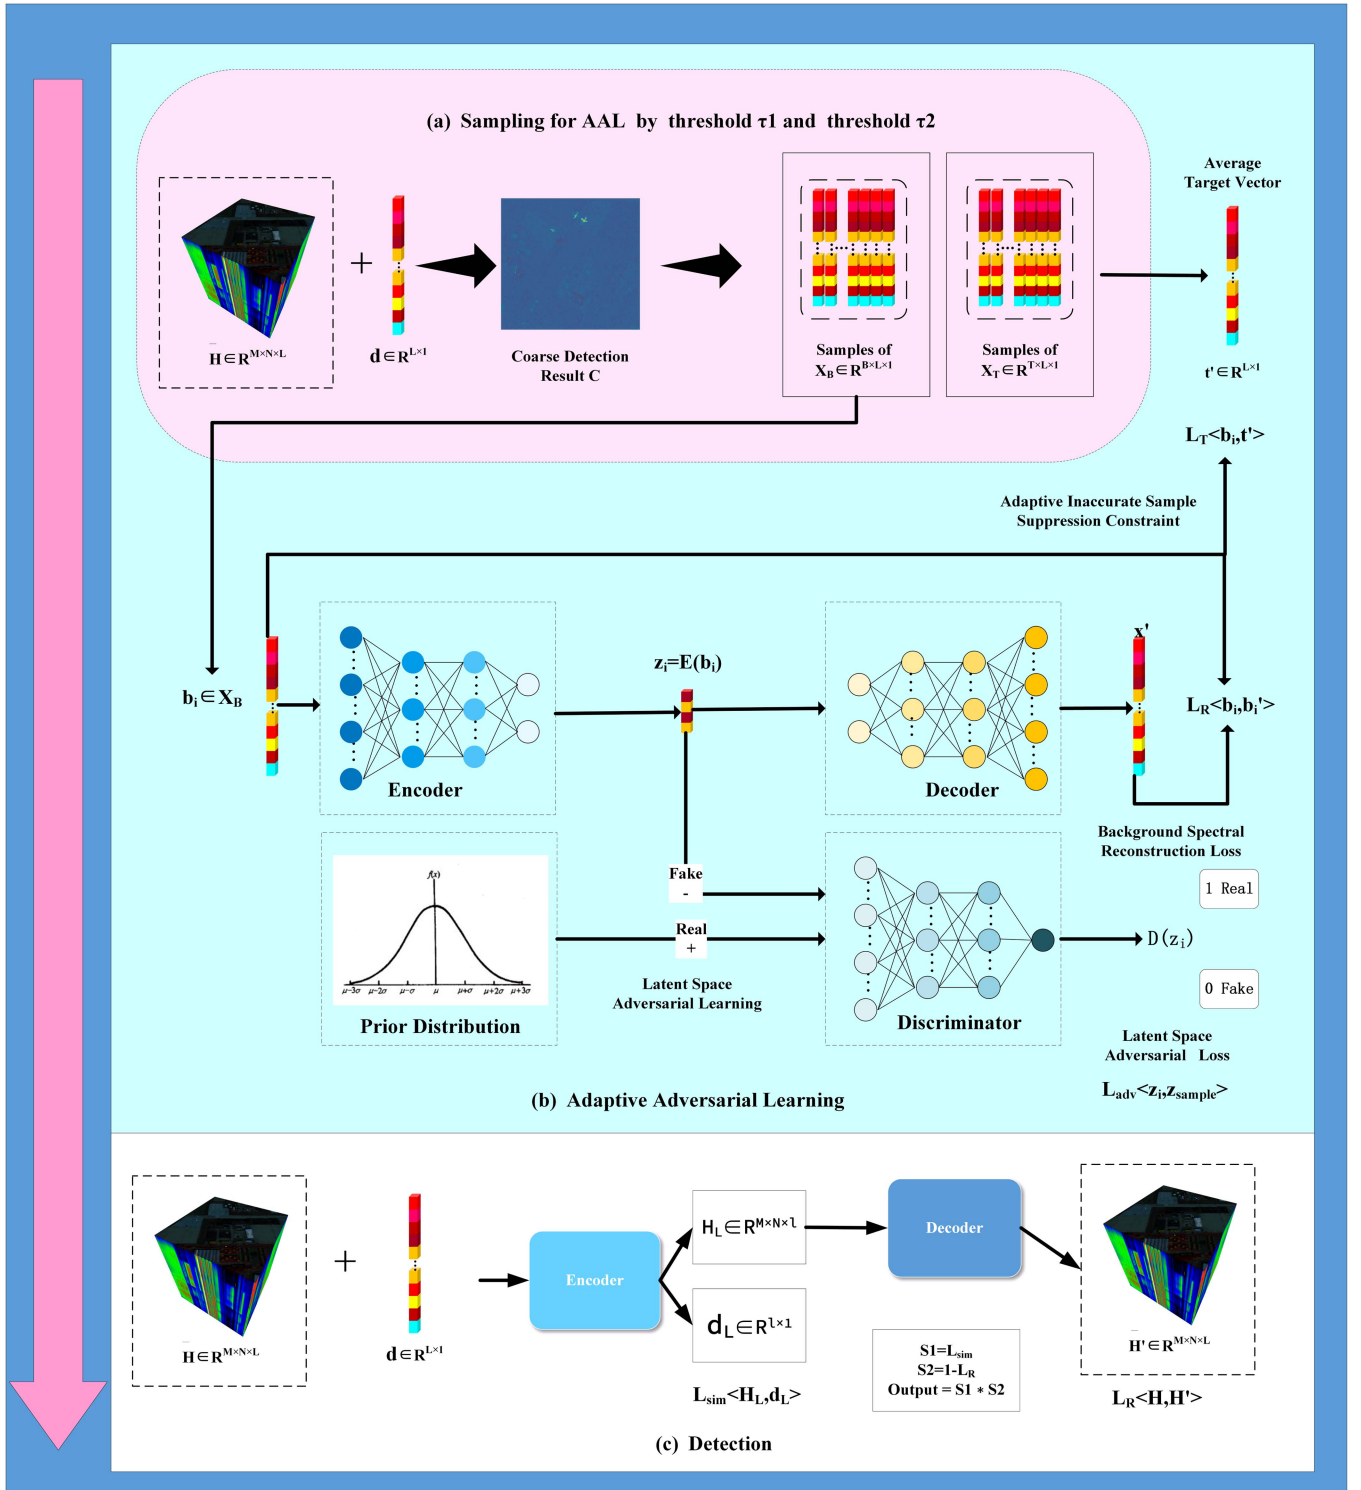 (a) Sampling for AAL by threshold τ1 and threshold τ2
Average
Target Vector
H∈R^{M×N×L}
+
d∈R^{L×1}
Coarse Detection
Result C
Samples of
X_B∈R^{B×L×1}
Samples of
X_T∈R^{T×L×1}
t'∈R^{L×1}
L_T<b_i,t'>
Adaptive Inaccurate Sample
Suppression Constraint
b_i∈X_B
Encoder
z_i=E(b_i)
Decoder
x'
L_R<b_i,b_i'>
Background Spectral
Reconstruction Loss
f(x)
μ-3σ μ-2σ μ-σ μ μ+σ μ+2σ μ+3σ
Prior Distribution
Fake
-
Real
+
Latent Space
Adversarial Learning
Discriminator
1 Real
D(z_i)
0 Fake
Latent Space
Adversarial Loss
L_adv<z_i,z_sample>
(b) Adaptive Adversarial Learning
H∈R^{M×N×L}
+
d∈R^{L×1}
Encoder
H_L∈R^{M×N×l}
d_L∈R^{l×1}
L_sim<H_L,d_L>
Decoder
S1=L_sim
S2=1-L_R
Output = S1 * S2
H'∈R^{M×N×L}
L_R<H,H'>
(c) Detection